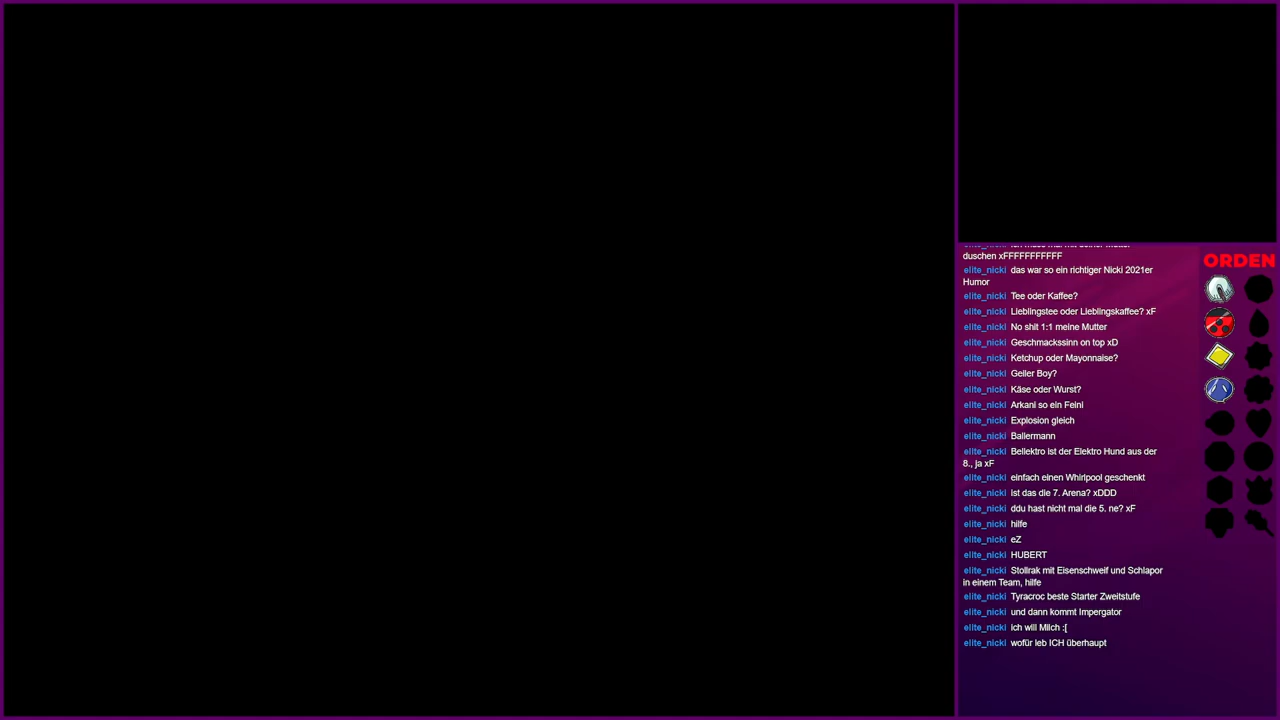 duschen xFFFFFFFFFFF
elite_nicki das war so ein richtiger Nicki 2021er
Humor
elite_nicki Tee oder Kaffee?
elite_nicki Lieblingstee oder Lieblingskaffee? xF
elite_nicki No shit 1:1 meine Mutter
elite_nicki Geschmackssinn on top xD
elite_nicki Ketchup oder Mayonnaise?
elite_nicki Geiler Boy?
elite_nicki Käse oder Wurst?
elite_nicki Arkani so ein Feini
elite_nicki Explosion gleich
elite_nicki Ballermann
elite_nicki Bellektro ist der Elektro Hund aus der
8., ja xF
elite_nicki einfach einen Whirlpool geschenkt
elite_nicki ist das die 7. Arena? xDDD
elite_nicki ddu hast nicht mal die 5. ne? xF
elite_nicki hilfe
elite_nicki eZ
elite_nicki HUBERT
elite_nicki Stollrak mit Eisenschweif und Schlapor
in einem Team, hilfe
elite_nicki Tyracroc beste Starter Zweitstufe
elite_nicki und dann kommt Impergator
elite_nicki ich will Milch :[
elite_nicki wofür leb ICH überhaupt
ORDEN